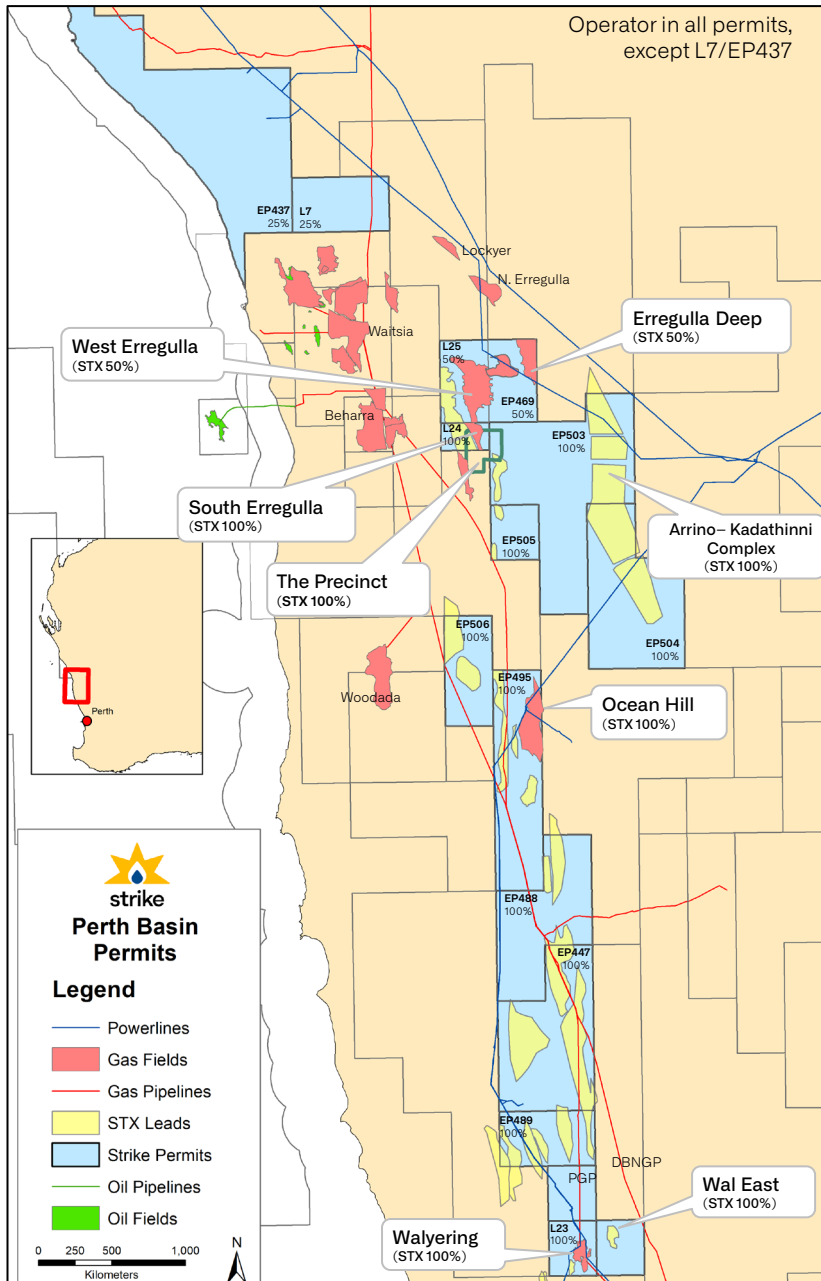 Operator in all permits,
except L7/EP437
EP437
25%
L7
25%
Lockyer
N. Erregulla
Waitsia
Erregulla Deep
(STX 50%)
West Erregulla
(STX 50%)
L25
50%
EP469
50%
Beharra
L24
100%
EP503
100%
South Erregulla
(STX 100%)
Arrino– Kadathinni
Complex
(STX 100%)
EP505
100%
The Precinct
(STX 100%)
EP506
100%
EP504
100%
EP495
100%
Woodada
Ocean Hill
(STX 100%)
Perth
EP488
100%
EP447
100%
EP489
100%
DBNGP
PGP
Wal East
(STX 100%)
L23
100%
Walyering
(STX 100%)
strike
Perth Basin
Permits
Legend
Powerlines
Gas Fields
Gas Pipelines
STX Leads
Strike Permits
Oil Pipelines
Oil Fields
0 250 500 1,000
Kilometers
N